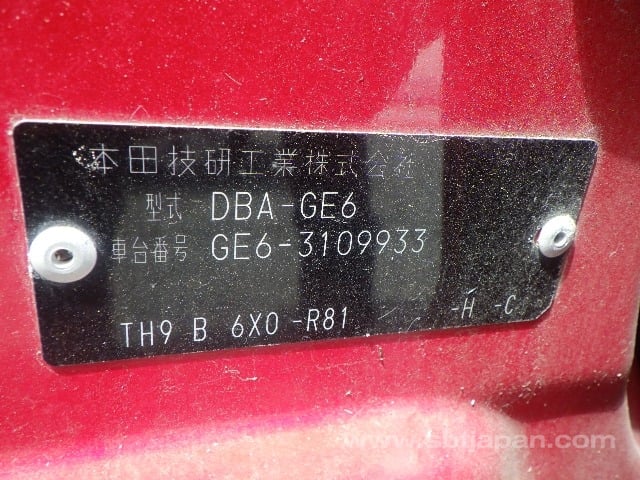 本田技研工業株式会社
型式 DBA-GE6
車台番号 GE6-3109933
TH9 B 6X0 -R81 -H -C
www.sbtjapan.com